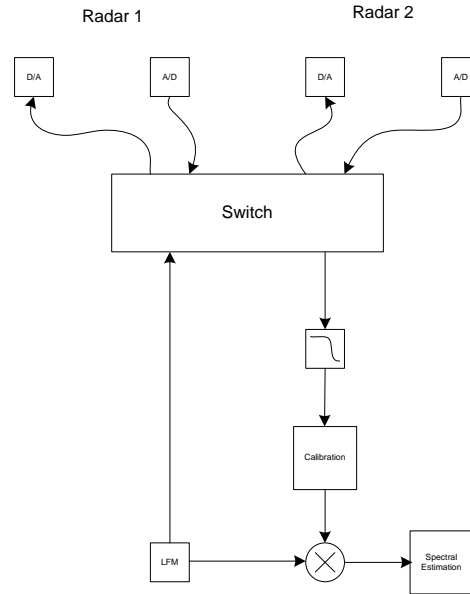 Radar 1
Radar 2
D/A
A/D
D/A
A/D
Switch
Calibration
LFM
Spectral
Estimation